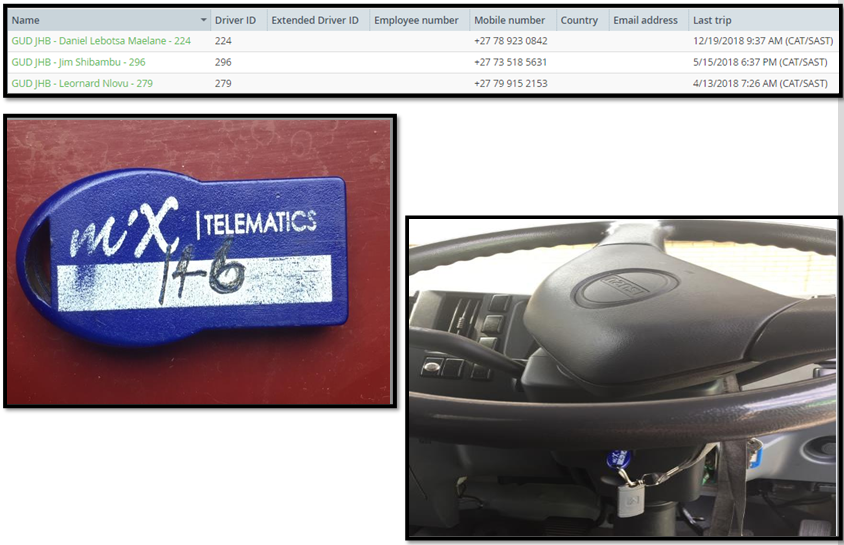 Name Driver ID Extended Driver ID Employee number Mobile number Country Email address Last trip
GUD JHB - Daniel Lebotsa Maelane - 224 224 +27 78 923 0842 12/19/2018 9:37 AM (CAT/SAST)
GUD JHB - Jim Shibambu - 296 296 +27 73 518 5631 5/15/2018 6:37 PM (CAT/SAST)
GUD JHB - Leornard Nlovu - 279 279 +27 79 915 2153 4/13/2018 7:26 AM (CAT/SAST)
mix TELEMATICS
146